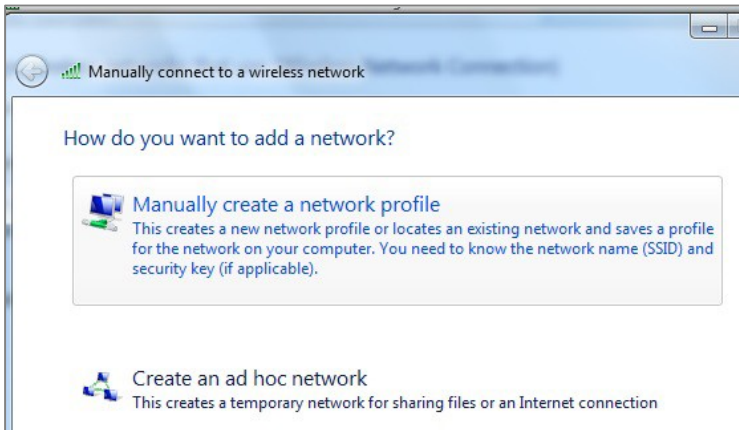 Manually connect to a wireless network
How do you want to add a network?
Manually create a network profile
This creates a new network profile or locates an existing network and saves a profile
for the network on your computer. You need to know the network name (SSID) and
security key (if applicable).
Create an ad hoc network
This creates a temporary network for sharing files or an Internet connection